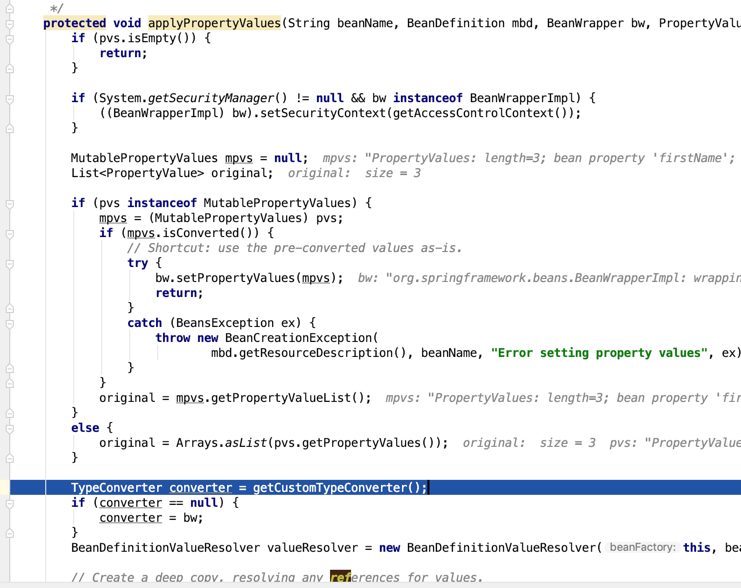 */
protected void applyPropertyValues(String beanName, BeanDefinition mbd, BeanWrapper bw, PropertyValu
if (pvs.isEmpty()) {
return;
}
if (System.getSecurityManager() != null && bw instanceof BeanWrapperImpl) {
((BeanWrapperImpl) bw).setSecurityContext(getAccessControlContext());
}
MutablePropertyValues mpvs = null; mpvs: "PropertyValues: length=3; bean property 'firstName';
List<PropertyValue> original; original: size = 3
if (pvs instanceof MutablePropertyValues) {
mpvs = (MutablePropertyValues) pvs;
if (mpvs.isConverted()) {
// Shortcut: use the pre-converted values as-is.
try {
bw.setPropertyValues(mpvs); bw: "org.springframework.beans.BeanWrapperImpl: wrappin
return;
}
catch (BeansException ex) {
throw new BeanCreationException(
mbd.getResourceDescription(), beanName, "Error setting property values", ex)
}
}
original = mpvs.getPropertyValueList(); mpvs: "PropertyValues: length=3; bean property 'fir
}
else {
original = Arrays.asList(pvs.getPropertyValues()); original: size = 3 pvs: "PropertyValue
}
TypeConverter converter = getCustomTypeConverter();
if (converter == null) {
converter = bw;
}
BeanDefinitionValueResolver valueResolver = new BeanDefinitionValueResolver( beanFactory: this, bea
// Create a deep copy, resolving any references for values.